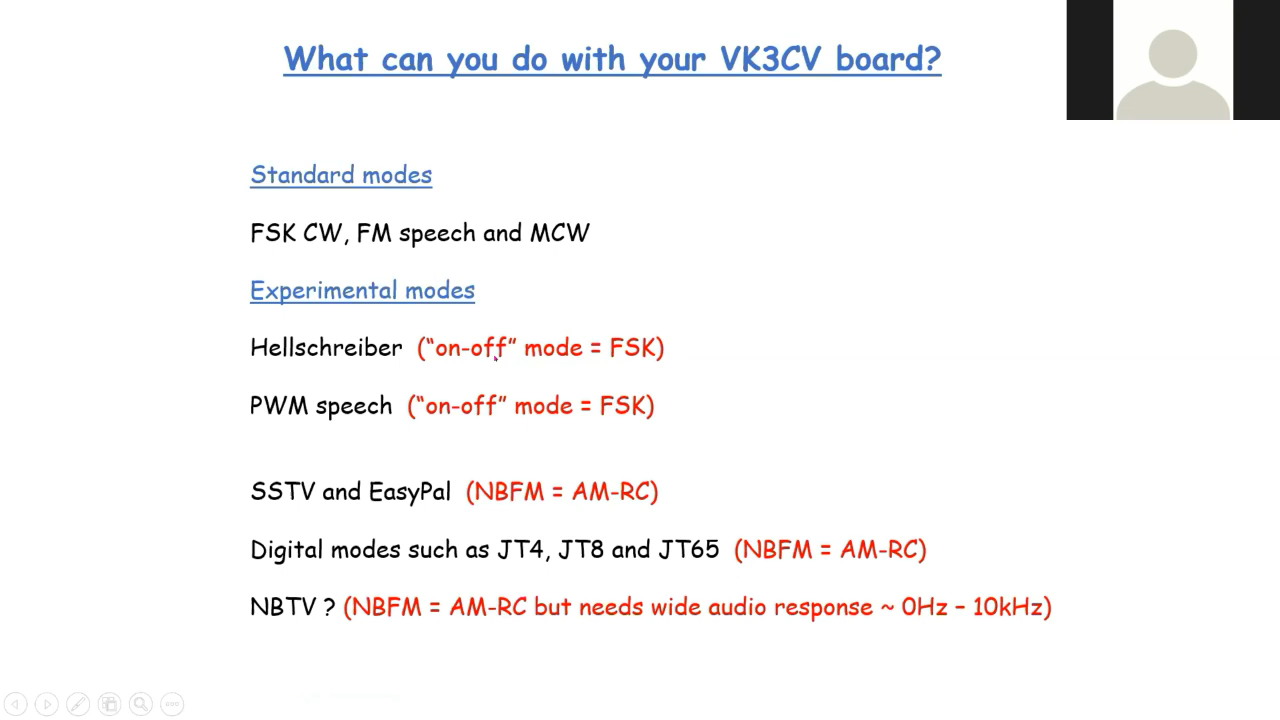 What can you do with your VK3CV board?
Standard modes
FSK CW, FM speech and MCW
Experimental modes
Hellschreiber (“on-off” mode = FSK)
PWM speech (“on-off” mode = FSK)
SSTV and EasyPal (NBFM = AM-RC)
Digital modes such as JT4, JT8 and JT65 (NBFM = AM-RC)
NBTV ? (NBFM = AM-RC but needs wide audio response ~ 0Hz – 10kHz)